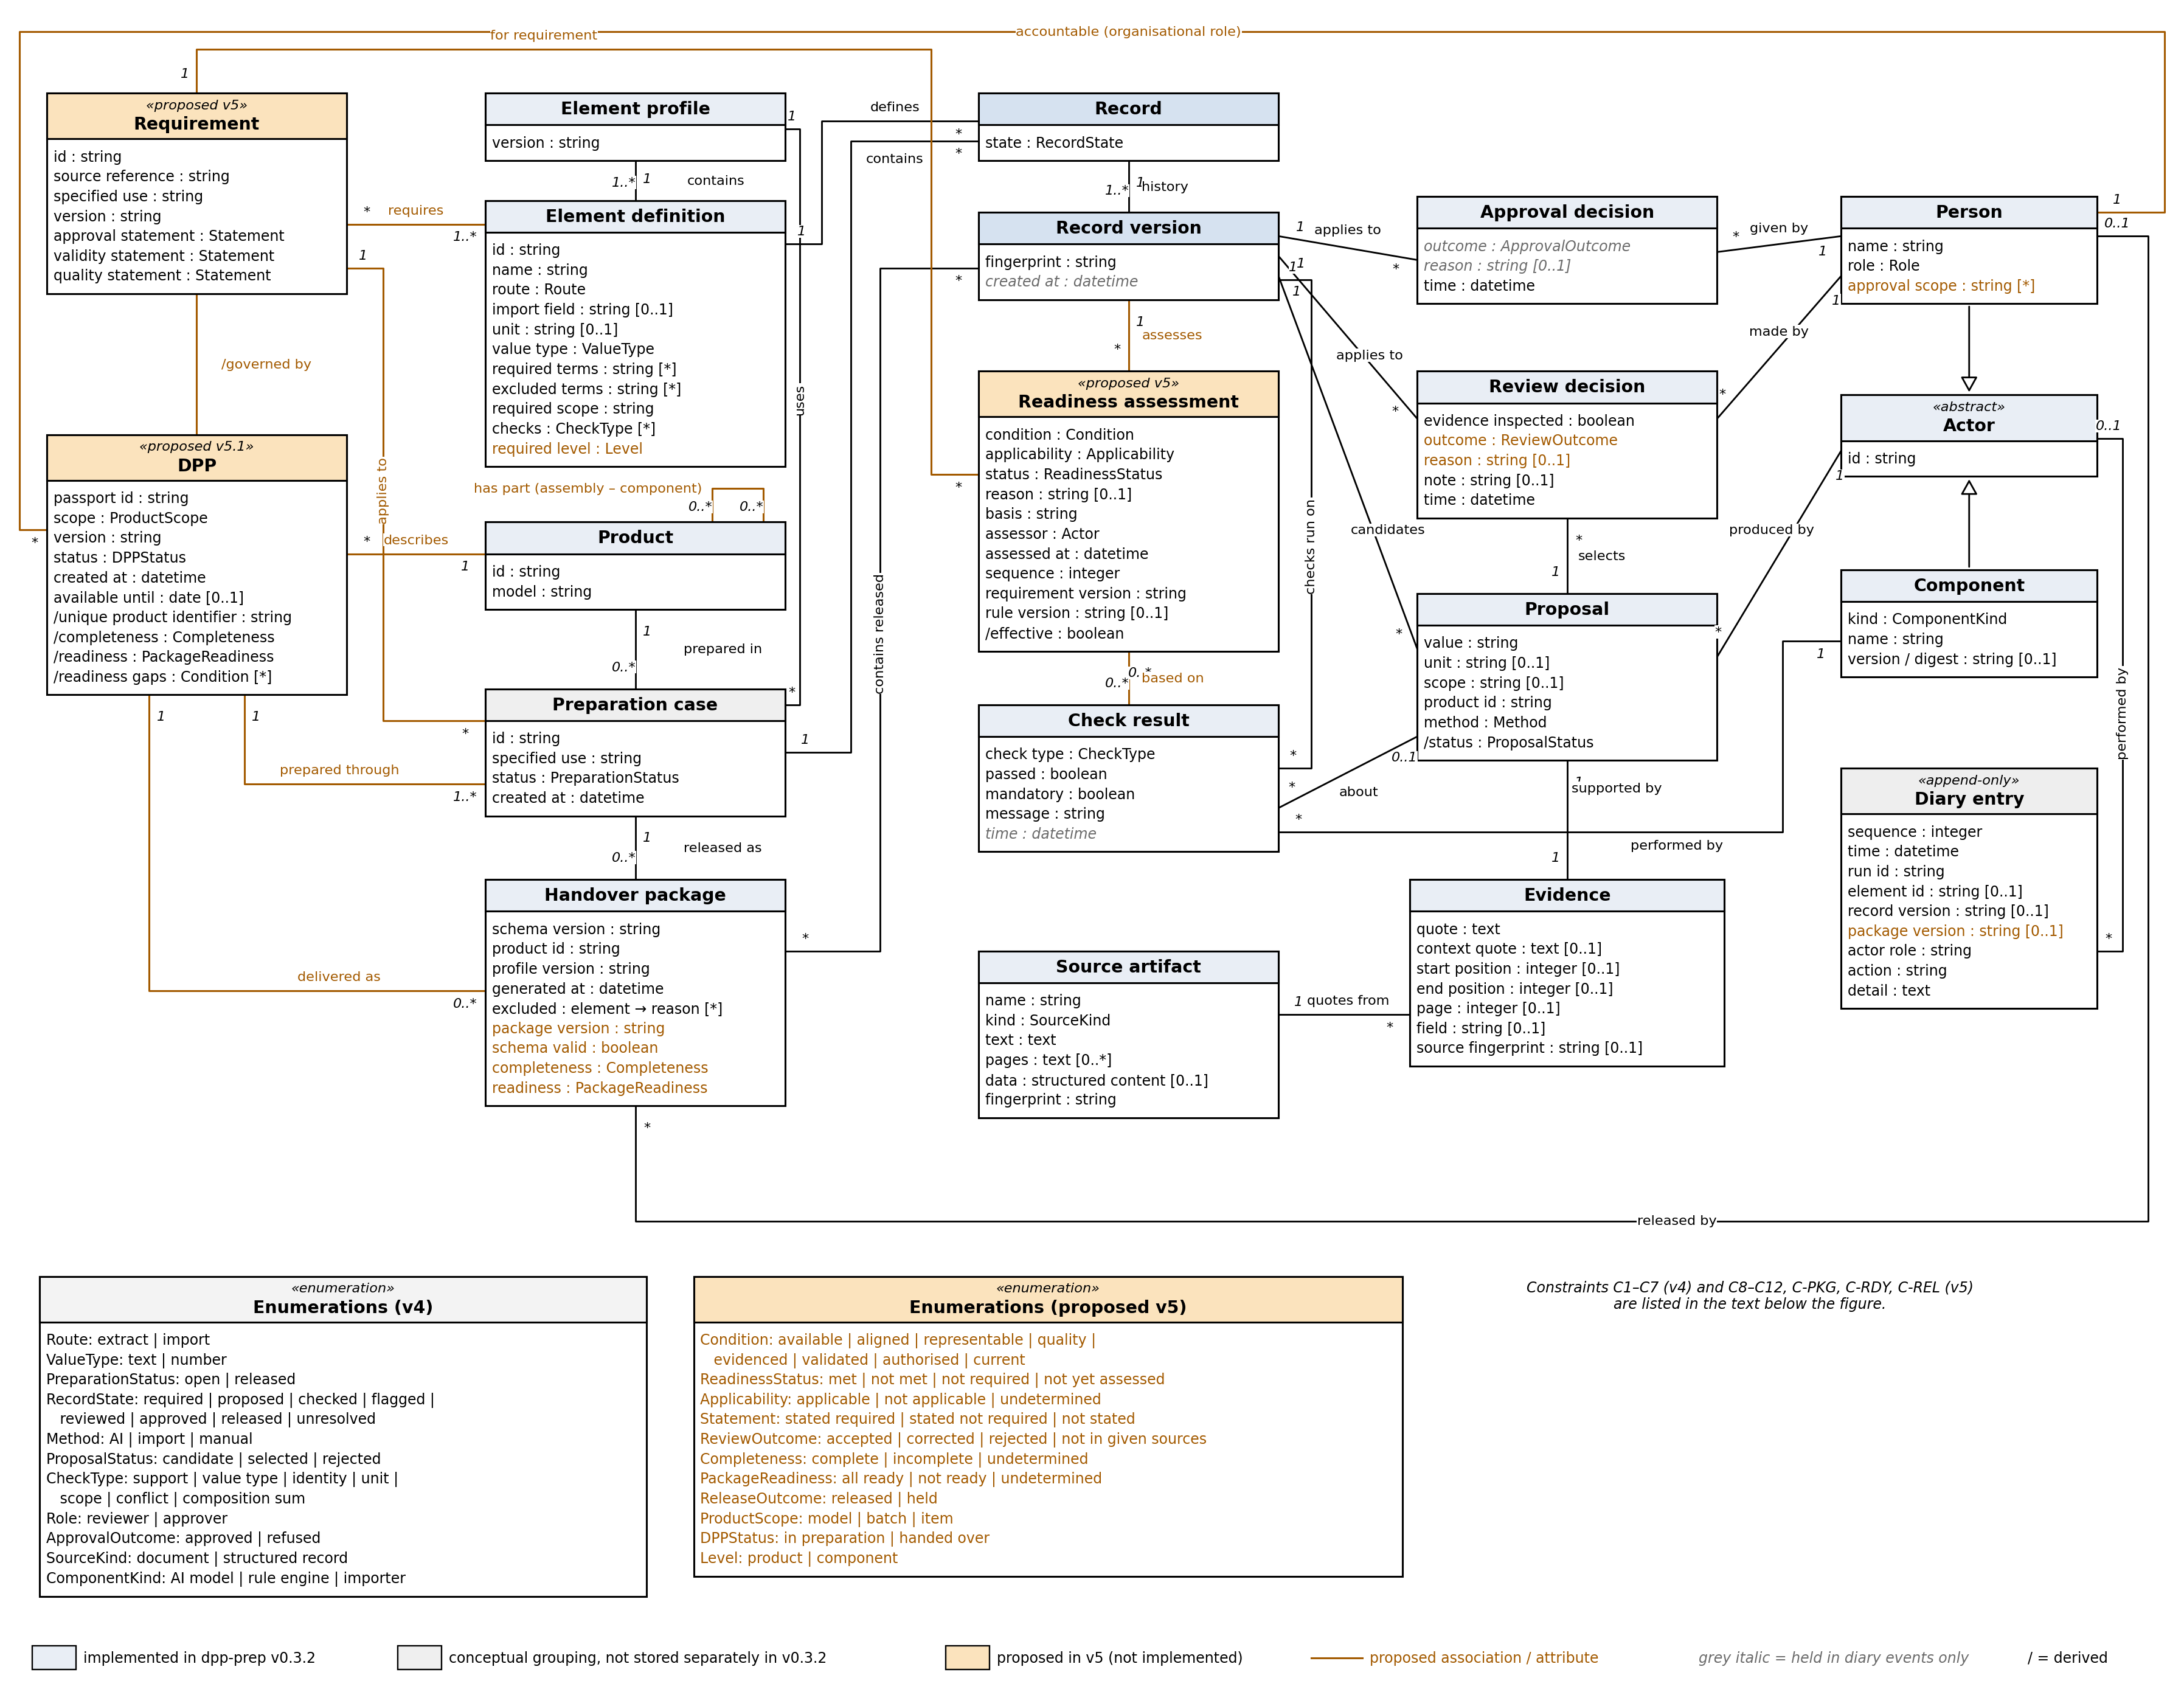 for requirement
accountable (organisational role)
1
«proposed v5»
Requirement
id : string
source reference : string
specified use : string
version : string
approval statement : Statement
validity statement : Statement
quality statement : Statement
* requires
1..*
1
/governed by
applies to
«proposed v5.1»
DPP
passport id : string
scope : ProductScope
version : string
status : DPPStatus
created at : datetime
available until : date [0..1]
/unique product identifier : string
/completeness : Completeness
/readiness : PackageReadiness
/readiness gaps : Condition [*]
*
* describes
1
1
1
prepared through
1..*
delivered as
0..*
Element profile
version : string
1
1..* 1 contains
Element definition
id : string
name : string
route : Route
import field : string [0..1]
unit : string [0..1]
value type : ValueType
required terms : string [*]
excluded terms : string [*]
required scope : string
checks : CheckType [*]
required level : Level
1
uses
has part (assembly – component)
0..* 0..*
Product
id : string
model : string
1
prepared in
0..*
*
Preparation case
id : string
specified use : string
status : PreparationStatus
created at : datetime
*
1
1
released as
0..*
Handover package
schema version : string
product id : string
profile version : string
generated at : datetime
excluded : element → reason [*]
package version : string
schema valid : boolean
completeness : Completeness
readiness : PackageReadiness
*
*
defines
*
contains
*
contains released
*
Record
state : RecordState
1..* 1 history
Record version
fingerprint : string
created at : datetime
1
assesses
*
«proposed v5»
Readiness assessment
condition : Condition
applicability : Applicability
status : ReadinessStatus
reason : string [0..1]
basis : string
assessor : Actor
assessed at : datetime
sequence : integer
requirement version : string
rule version : string [0..1]
/effective : boolean
*
0..*
0..* based on
Check result
check type : CheckType
passed : boolean
mandatory : boolean
message : string
time : datetime
Source artifact
name : string
kind : SourceKind
text : text
pages : text [0..*]
data : structured content [0..1]
fingerprint : string
1 applies to
*
1
1
1
applies to
*
checks run on
*
candidates
*
0..1
*
about
*
performed by
1
1 quotes from
*
Approval decision
outcome : ApprovalOutcome
reason : string [0..1]
time : datetime
* given by
1
Review decision
evidence inspected : boolean
outcome : ReviewOutcome
reason : string [0..1]
note : string [0..1]
time : datetime
made by
1
*
*
selects
1
Proposal
value : string
unit : string [0..1]
scope : string [0..1]
product id : string
method : Method
/status : ProposalStatus
produced by
1
*
1
supported by
1
Evidence
quote : text
context quote : text [0..1]
start position : integer [0..1]
end position : integer [0..1]
page : integer [0..1]
field : string [0..1]
source fingerprint : string [0..1]
Person
name : string
role : Role
approval scope : string [*]
1
0..1
«abstract»
Actor
id : string
0..1
Component
kind : ComponentKind
name : string
version / digest : string [0..1]
performed by
«append-only»
Diary entry
sequence : integer
time : datetime
run id : string
element id : string [0..1]
record version : string [0..1]
package version : string [0..1]
actor role : string
action : string
detail : text
*
released by
«enumeration»
Enumerations (v4)
Route: extract | import
ValueType: text | number
PreparationStatus: open | released
RecordState: required | proposed | checked | flagged |
reviewed | approved | released | unresolved
Method: AI | import | manual
ProposalStatus: candidate | selected | rejected
CheckType: support | value type | identity | unit |
scope | conflict | composition sum
Role: reviewer | approver
ApprovalOutcome: approved | refused
SourceKind: document | structured record
ComponentKind: AI model | rule engine | importer
«enumeration»
Enumerations (proposed v5)
Condition: available | aligned | representable | quality |
evidenced | validated | authorised | current
ReadinessStatus: met | not met | not required | not yet assessed
Applicability: applicable | not applicable | undetermined
Statement: stated required | stated not required | not stated
ReviewOutcome: accepted | corrected | rejected | not in given sources
Completeness: complete | incomplete | undetermined
PackageReadiness: all ready | not ready | undetermined
ReleaseOutcome: released | held
ProductScope: model | batch | item
DPPStatus: in preparation | handed over
Level: product | component
Constraints C1–C7 (v4) and C8–C12, C-PKG, C-RDY, C-REL (v5)
are listed in the text below the figure.
implemented in dpp-prep v0.3.2
conceptual grouping, not stored separately in v0.3.2
proposed in v5 (not implemented)
proposed association / attribute
grey italic = held in diary events only
/ = derived